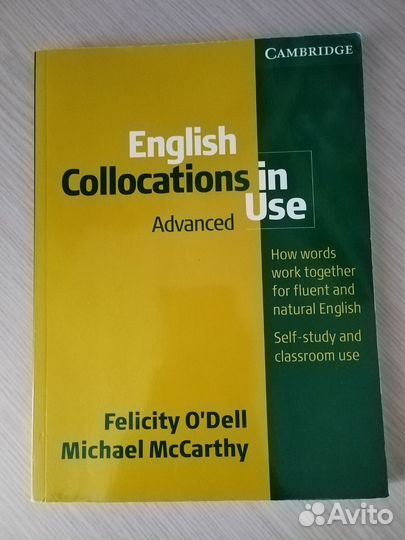 CAMBRIDGE
English
Collocations in
Use
Advanced
How words
work together
for fluent and
natural English
Self-study and
classroom use
Felicity O'Dell
Michael McCarthy
Avito